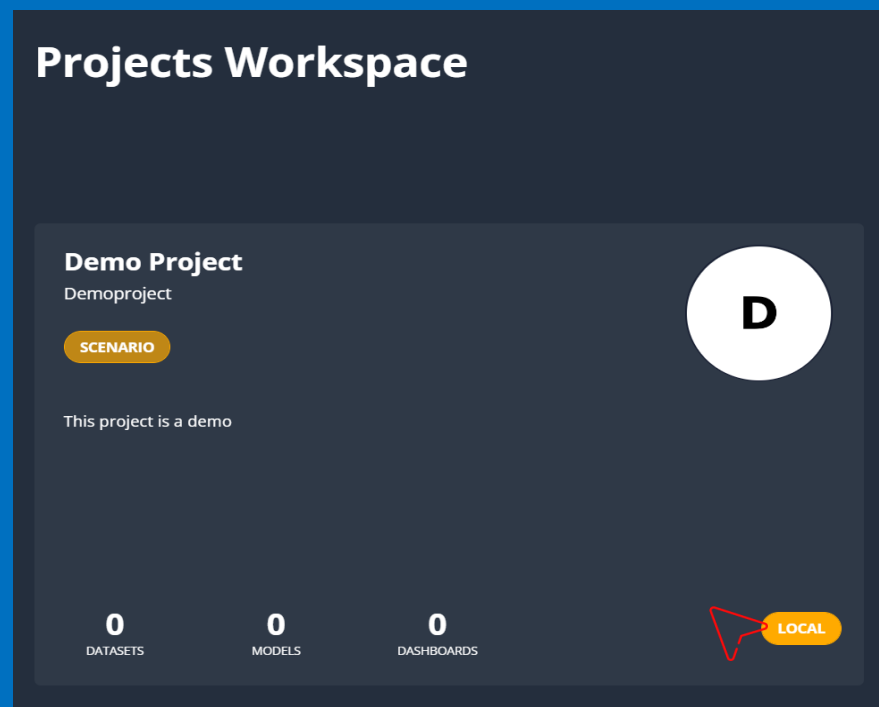 Projects Workspace
Demo Project
Demoproject
D
SCENARIO
This project is a demo
0 0 0
DATASETS MODELS DASHBOARDS
LOCAL